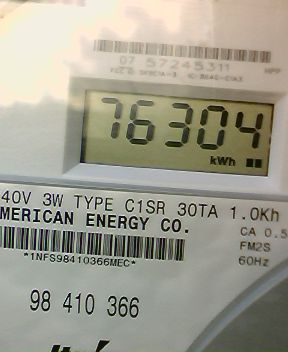 07 57245311
76304
kWh
40V 3W TYPE C1SR 30TA 1.0Kh
MERICAN ENERGY CO.
CA 0.5
FM2S
60Hz
*1NFS98410366MEC*
98 410 366